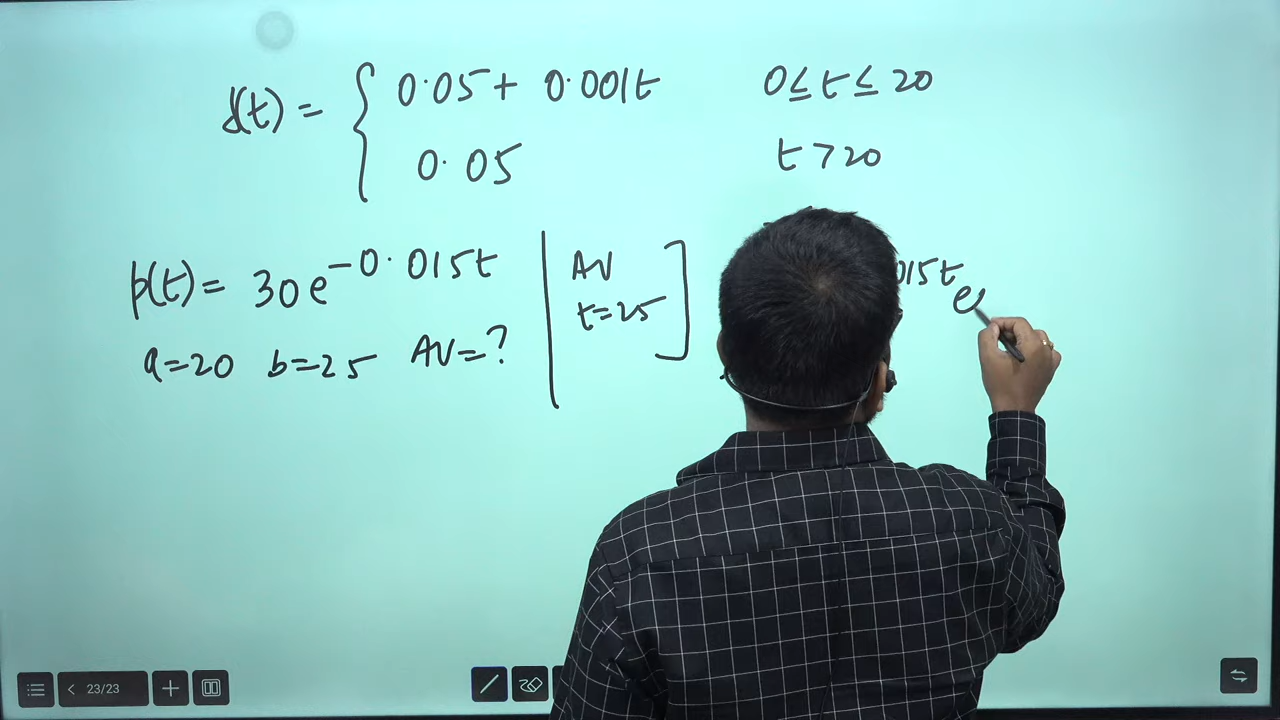 δ(t) = { 0.05 + 0.001t 0 ≤ t ≤ 20
0.05 t > 20
p(t) = 30e^-0.015t
a=20 b=25 AV=?
AV
t=25 ]
015t e
23/23